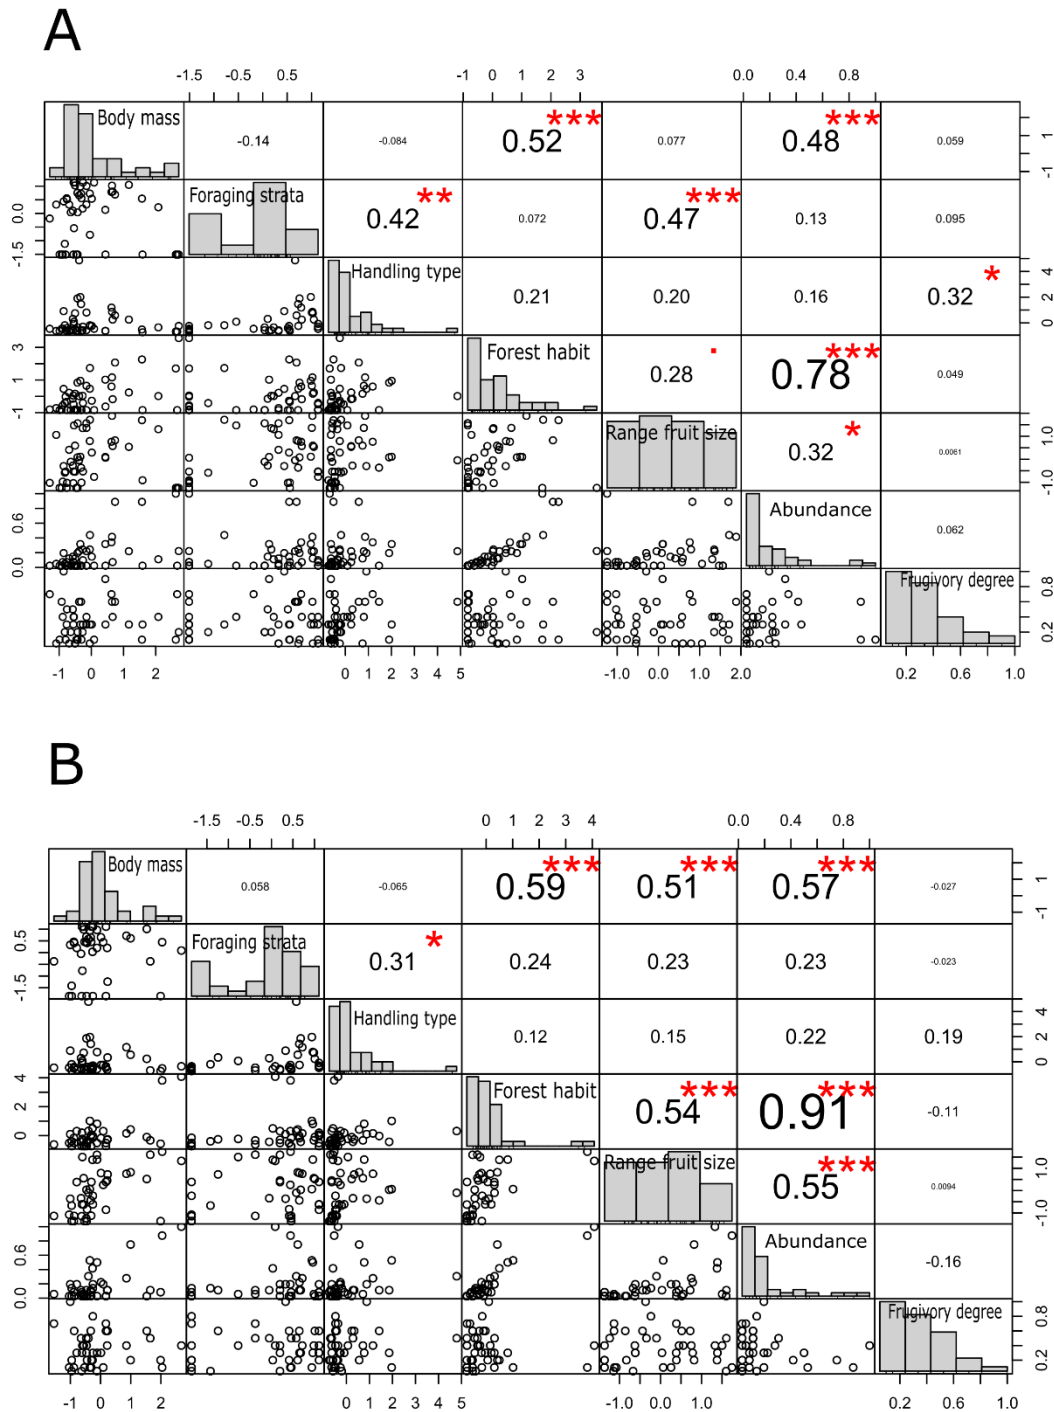 A
-1.5 -0.5 0.5 -1 0 1 2 3 0.0 0.4 0.8
Body mass -0.14 -0.084 0.52 *** 0.077 0.48 *** 0.059 -1 1
0.0 -1.5 Foraging strata 0.42 ** 0.072 0.47 *** 0.13 0.095
Handling type 0.21 0.20 0.16 0.32 * 0 2 4
3 1 -1 Forest habit 0.28 . 0.78 *** 0.049
Range fruit size 0.32 * 0.0061 -1.0 1.0
0.6 0.0 Abundance 0.062
Frugivory degree 0.2 0.8
-1 0 1 2 0 1 2 3 4 5 -1.0 0.0 1.0 2.0 0.2 0.6 1.0
B
-1.5 -0.5 0.5 0 1 2 3 4 0.0 0.4 0.8
Body mass 0.058 -0.065 0.59 *** 0.51 *** 0.57 *** -0.027 -1 1
0.5 -1.5 Foraging strata 0.31 * 0.24 0.23 0.23 -0.023
Handling type 0.12 0.15 0.22 0.19 0 2 4
4 2 0 Forest habit 0.54 *** 0.91 *** -0.11
Range fruit size 0.55 *** 0.0094 -1.0 1.0
0.6 0.0 Abundance -0.16
Frugivory degree 0.2 0.8
-1 0 1 2 0 1 2 3 4 5 -1.0 0.0 1.0 0.2 0.6 1.0